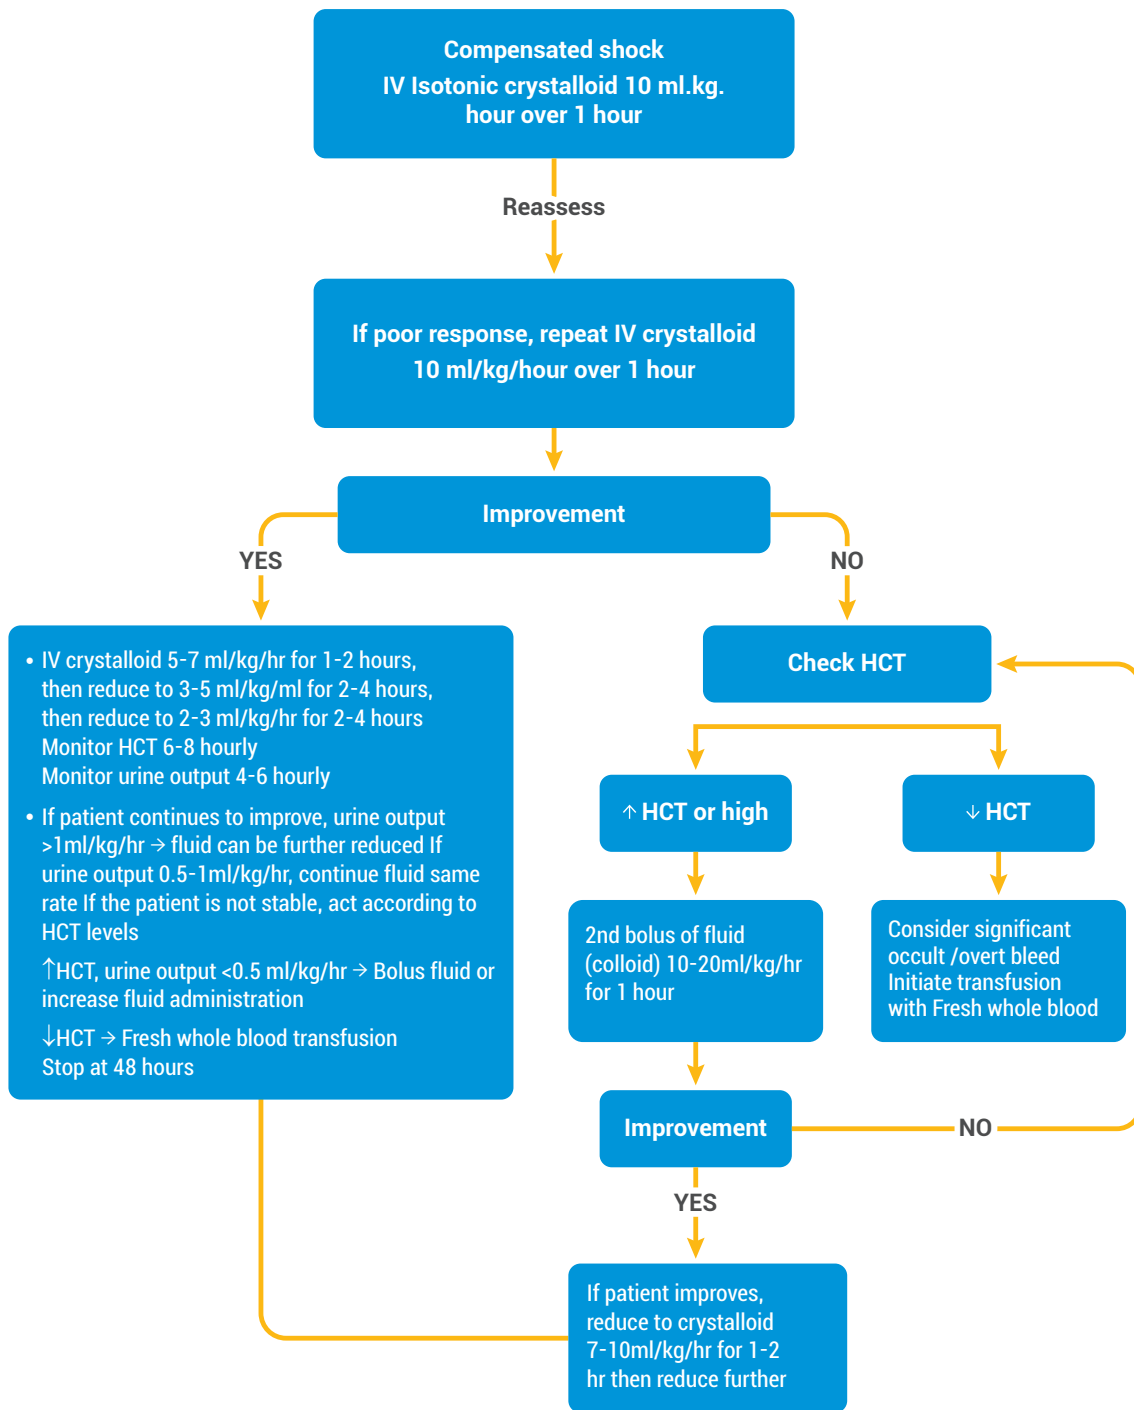 Compensated shock
IV Isotonic crystalloid 10 ml.kg.
hour over 1 hour
Reassess
If poor response, repeat IV crystalloid
10 ml/kg/hour over 1 hour
Improvement
YES
NO
• IV crystalloid 5-7 ml/kg/hr for 1-2 hours,
then reduce to 3-5 ml/kg/ml for 2-4 hours,
then reduce to 2-3 ml/kg/hr for 2-4 hours
Monitor HCT 6-8 hourly
Monitor urine output 4-6 hourly
• If patient continues to improve, urine output
>1ml/kg/hr → fluid can be further reduced If
urine output 0.5-1ml/kg/hr, continue fluid same
rate If the patient is not stable, act according to
HCT levels
↑HCT, urine output <0.5 ml/kg/hr → Bolus fluid or
increase fluid administration
↓HCT → Fresh whole blood transfusion
Stop at 48 hours
Check HCT
↑ HCT or high
↓ HCT
2nd bolus of fluid
(colloid) 10-20ml/kg/hr
for 1 hour
Consider significant
occult /overt bleed
Initiate transfusion
with Fresh whole blood
Improvement
NO
YES
If patient improves,
reduce to crystalloid
7-10ml/kg/hr for 1-2
hr then reduce further